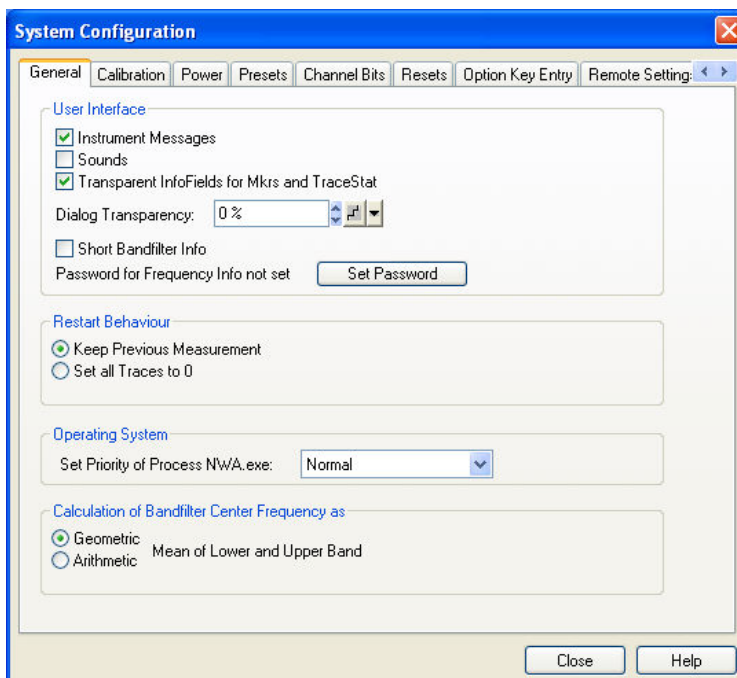 System Configuration
General Calibration Power Presets Channel Bits Resets Option Key Entry Remote Setting
User Interface
Instrument Messages
Sounds
Transparent InfoFields for Mkrs and TraceStat
Dialog Transparency: 0 %
Short Bandfilter Info
Password for Frequency Info not set Set Password
Restart Behaviour
Keep Previous Measurement
Set all Traces to 0
Operating System
Set Priority of Process NWA.exe: Normal
Calculation of Bandfilter Center Frequency as
Geometric
Arithmetic Mean of Lower and Upper Band
Close Help